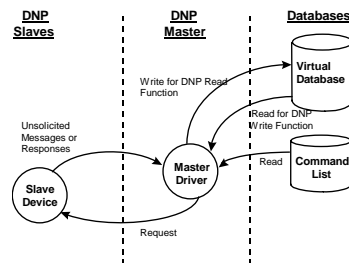 DNP
Slaves
DNP
Master
Databases
Virtual
Database
Write for DNP Read
Function
Read for DNP
Write Function
Unsolicited
Messages or
Responses
Master
Driver
Read
Command
List
Slave
Device
Request